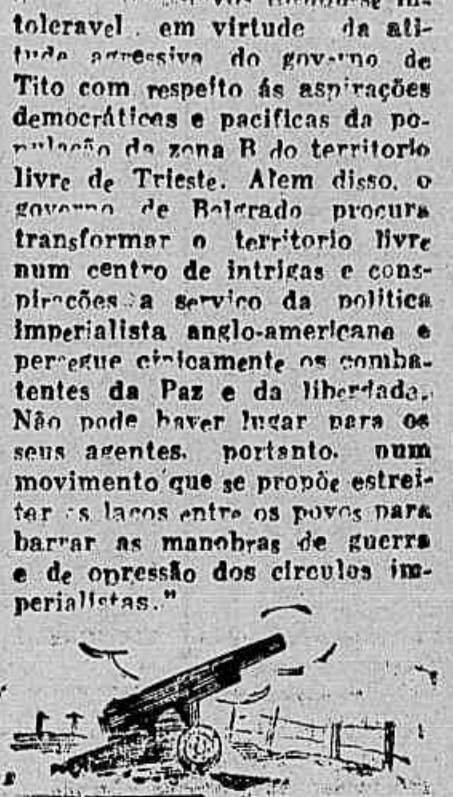 toleravel em virtude da ati-
tude agressiva do governo de
Tito com respeito ás aspirações
democráticas e pacificas da po-
pulação da zona B do territorio
livre de Trieste. Alem disso, o
governo de Belgrado procura
transformar o territorio livre
num centro de intrigas e cons-
pirações a serviço da politica
imperialista anglo-americana e
persegue cinicamente os comba-
tentes da Paz e da liberdade.
Não pode haver lugar para os
seus agentes, portanto, num
movimento que se propõe estrei-
tar os laços entre os povos para
barrar as manobras de guerra
e de opressão dos circulos im-
perialistas."